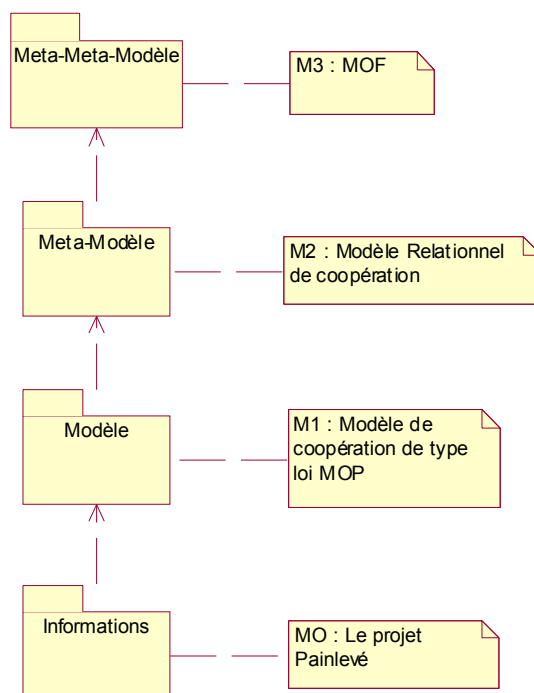 Meta-Meta-Modèle
M3 : MOF
Meta-Modèle
M2 : Modèle Relationnel
de coopération
Modèle
M1 : Modèle de
coopération de type
loi MOP
Informations
MO : Le projet
Painlevé